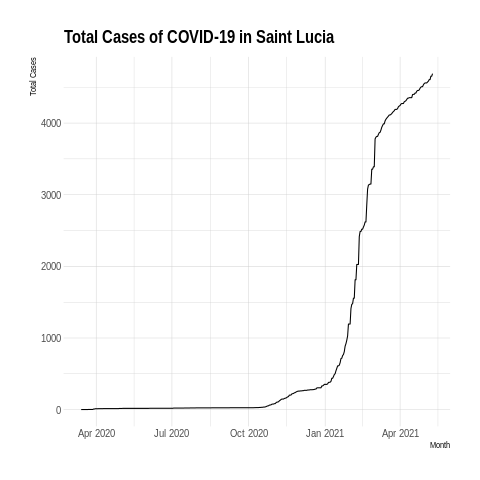 Total Cases of COVID-19 in Saint Lucia
Total Cases
4000
3000
2000
1000
0
Apr 2020 Jul 2020 Oct 2020 Jan 2021 Apr 2021
Month